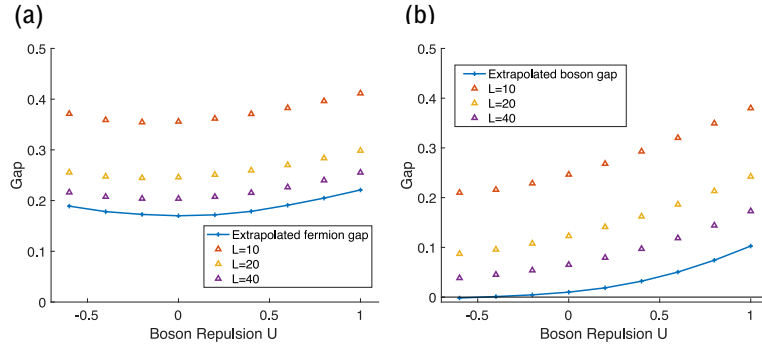 (a)
0.5
0.4
0.3
0.2
0.1
0
Gap
Extrapolated fermion gap
L=10
L=20
L=40
-0.5
0
0.5
1
Boson Repulsion U
(b)
0.5
0.4
0.3
0.2
0.1
0
Gap
Extrapolated boson gap
L=10
L=20
L=40
-0.5
0
0.5
1
Boson Repulsion U